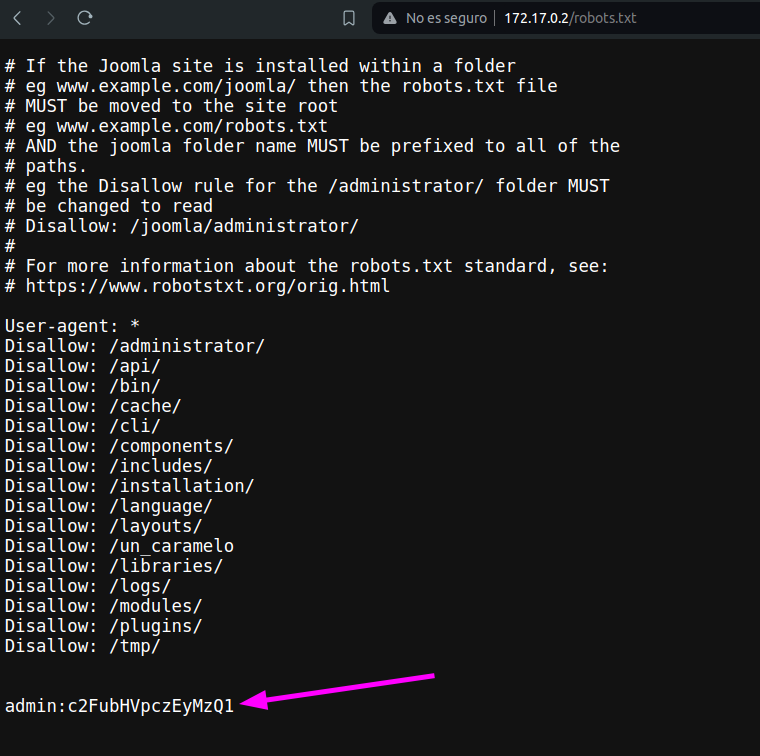 No es seguro 172.17.0.2/robots.txt
# If the Joomla site is installed within a folder
# eg www.example.com/joomla/ then the robots.txt file
# MUST be moved to the site root
# eg www.example.com/robots.txt
# AND the joomla folder name MUST be prefixed to all of the
# paths.
# eg the Disallow rule for the /administrator/ folder MUST
# be changed to read
# Disallow: /joomla/administrator/
#
# For more information about the robots.txt standard, see:
# https://www.robotstxt.org/orig.html
User-agent: *
Disallow: /administrator/
Disallow: /api/
Disallow: /bin/
Disallow: /cache/
Disallow: /cli/
Disallow: /components/
Disallow: /includes/
Disallow: /installation/
Disallow: /language/
Disallow: /layouts/
Disallow: /un_caramelo
Disallow: /libraries/
Disallow: /logs/
Disallow: /modules/
Disallow: /plugins/
Disallow: /tmp/
admin:c2FubHVpczEyMzQ1